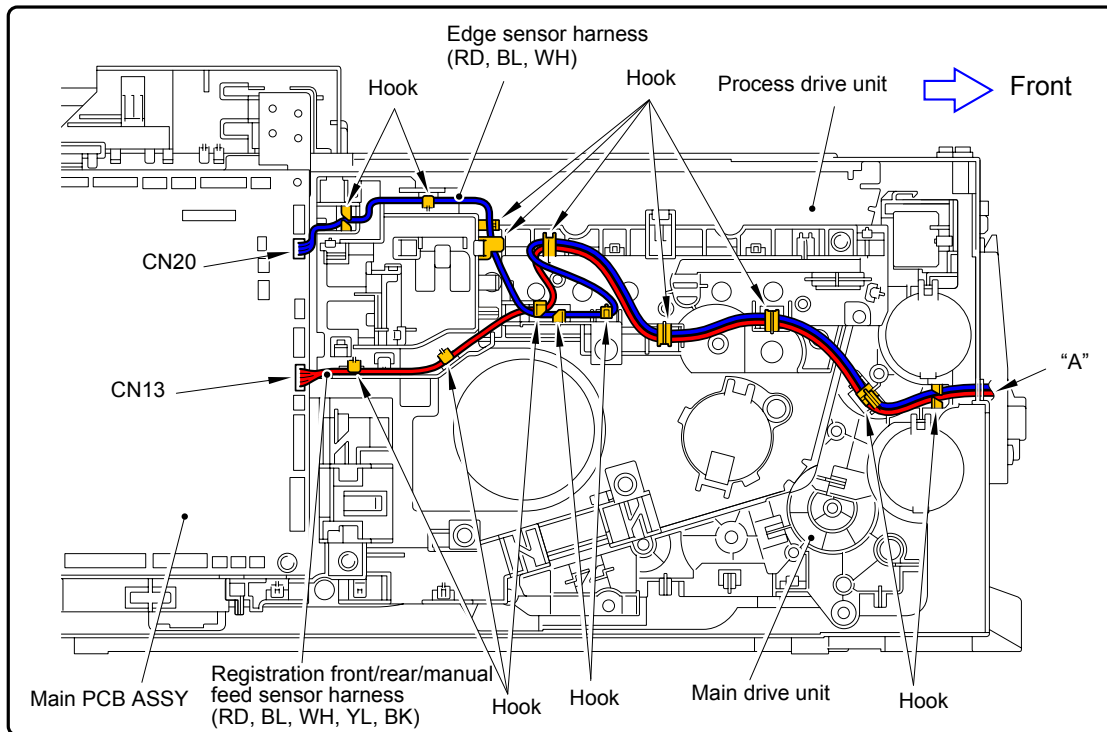 Edge sensor harness
(RD, BL, WH)
Hook
Hook
Process drive unit
Front
CN20
CN13
“A”
Main PCB ASSY
Registration front/rear/manual
feed sensor harness
(RD, BL, WH, YL, BK)
Hook
Hook
Main drive unit
Hook